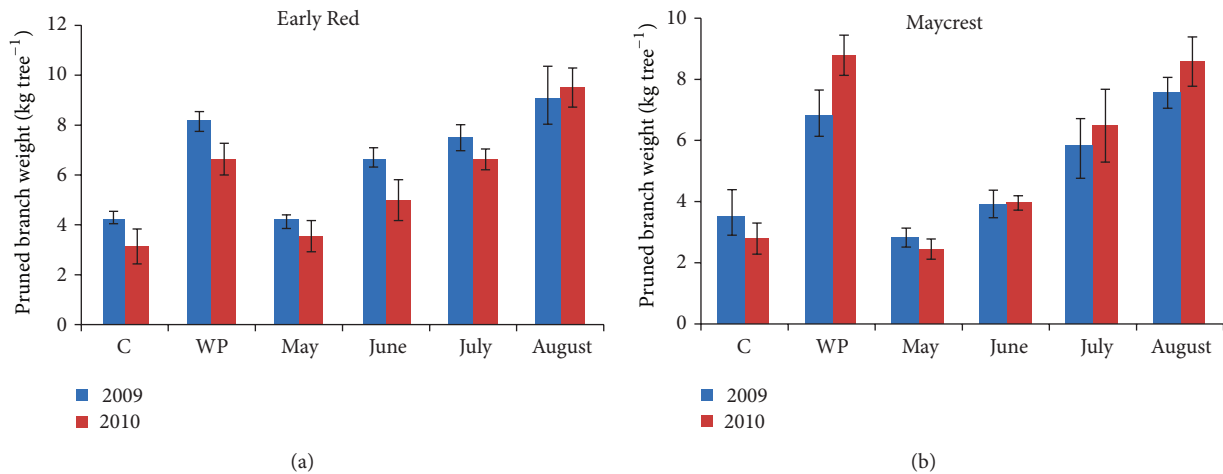 Early Red
Pruned branch weight (kg tree⁻¹)
12
10
8
6
4
2
0
C WP May June July August
2009
2010
(a)
Maycrest
Pruned branch weight (kg tree⁻¹)
10
8
6
4
2
0
C WP May June July August
2009
2010
(b)